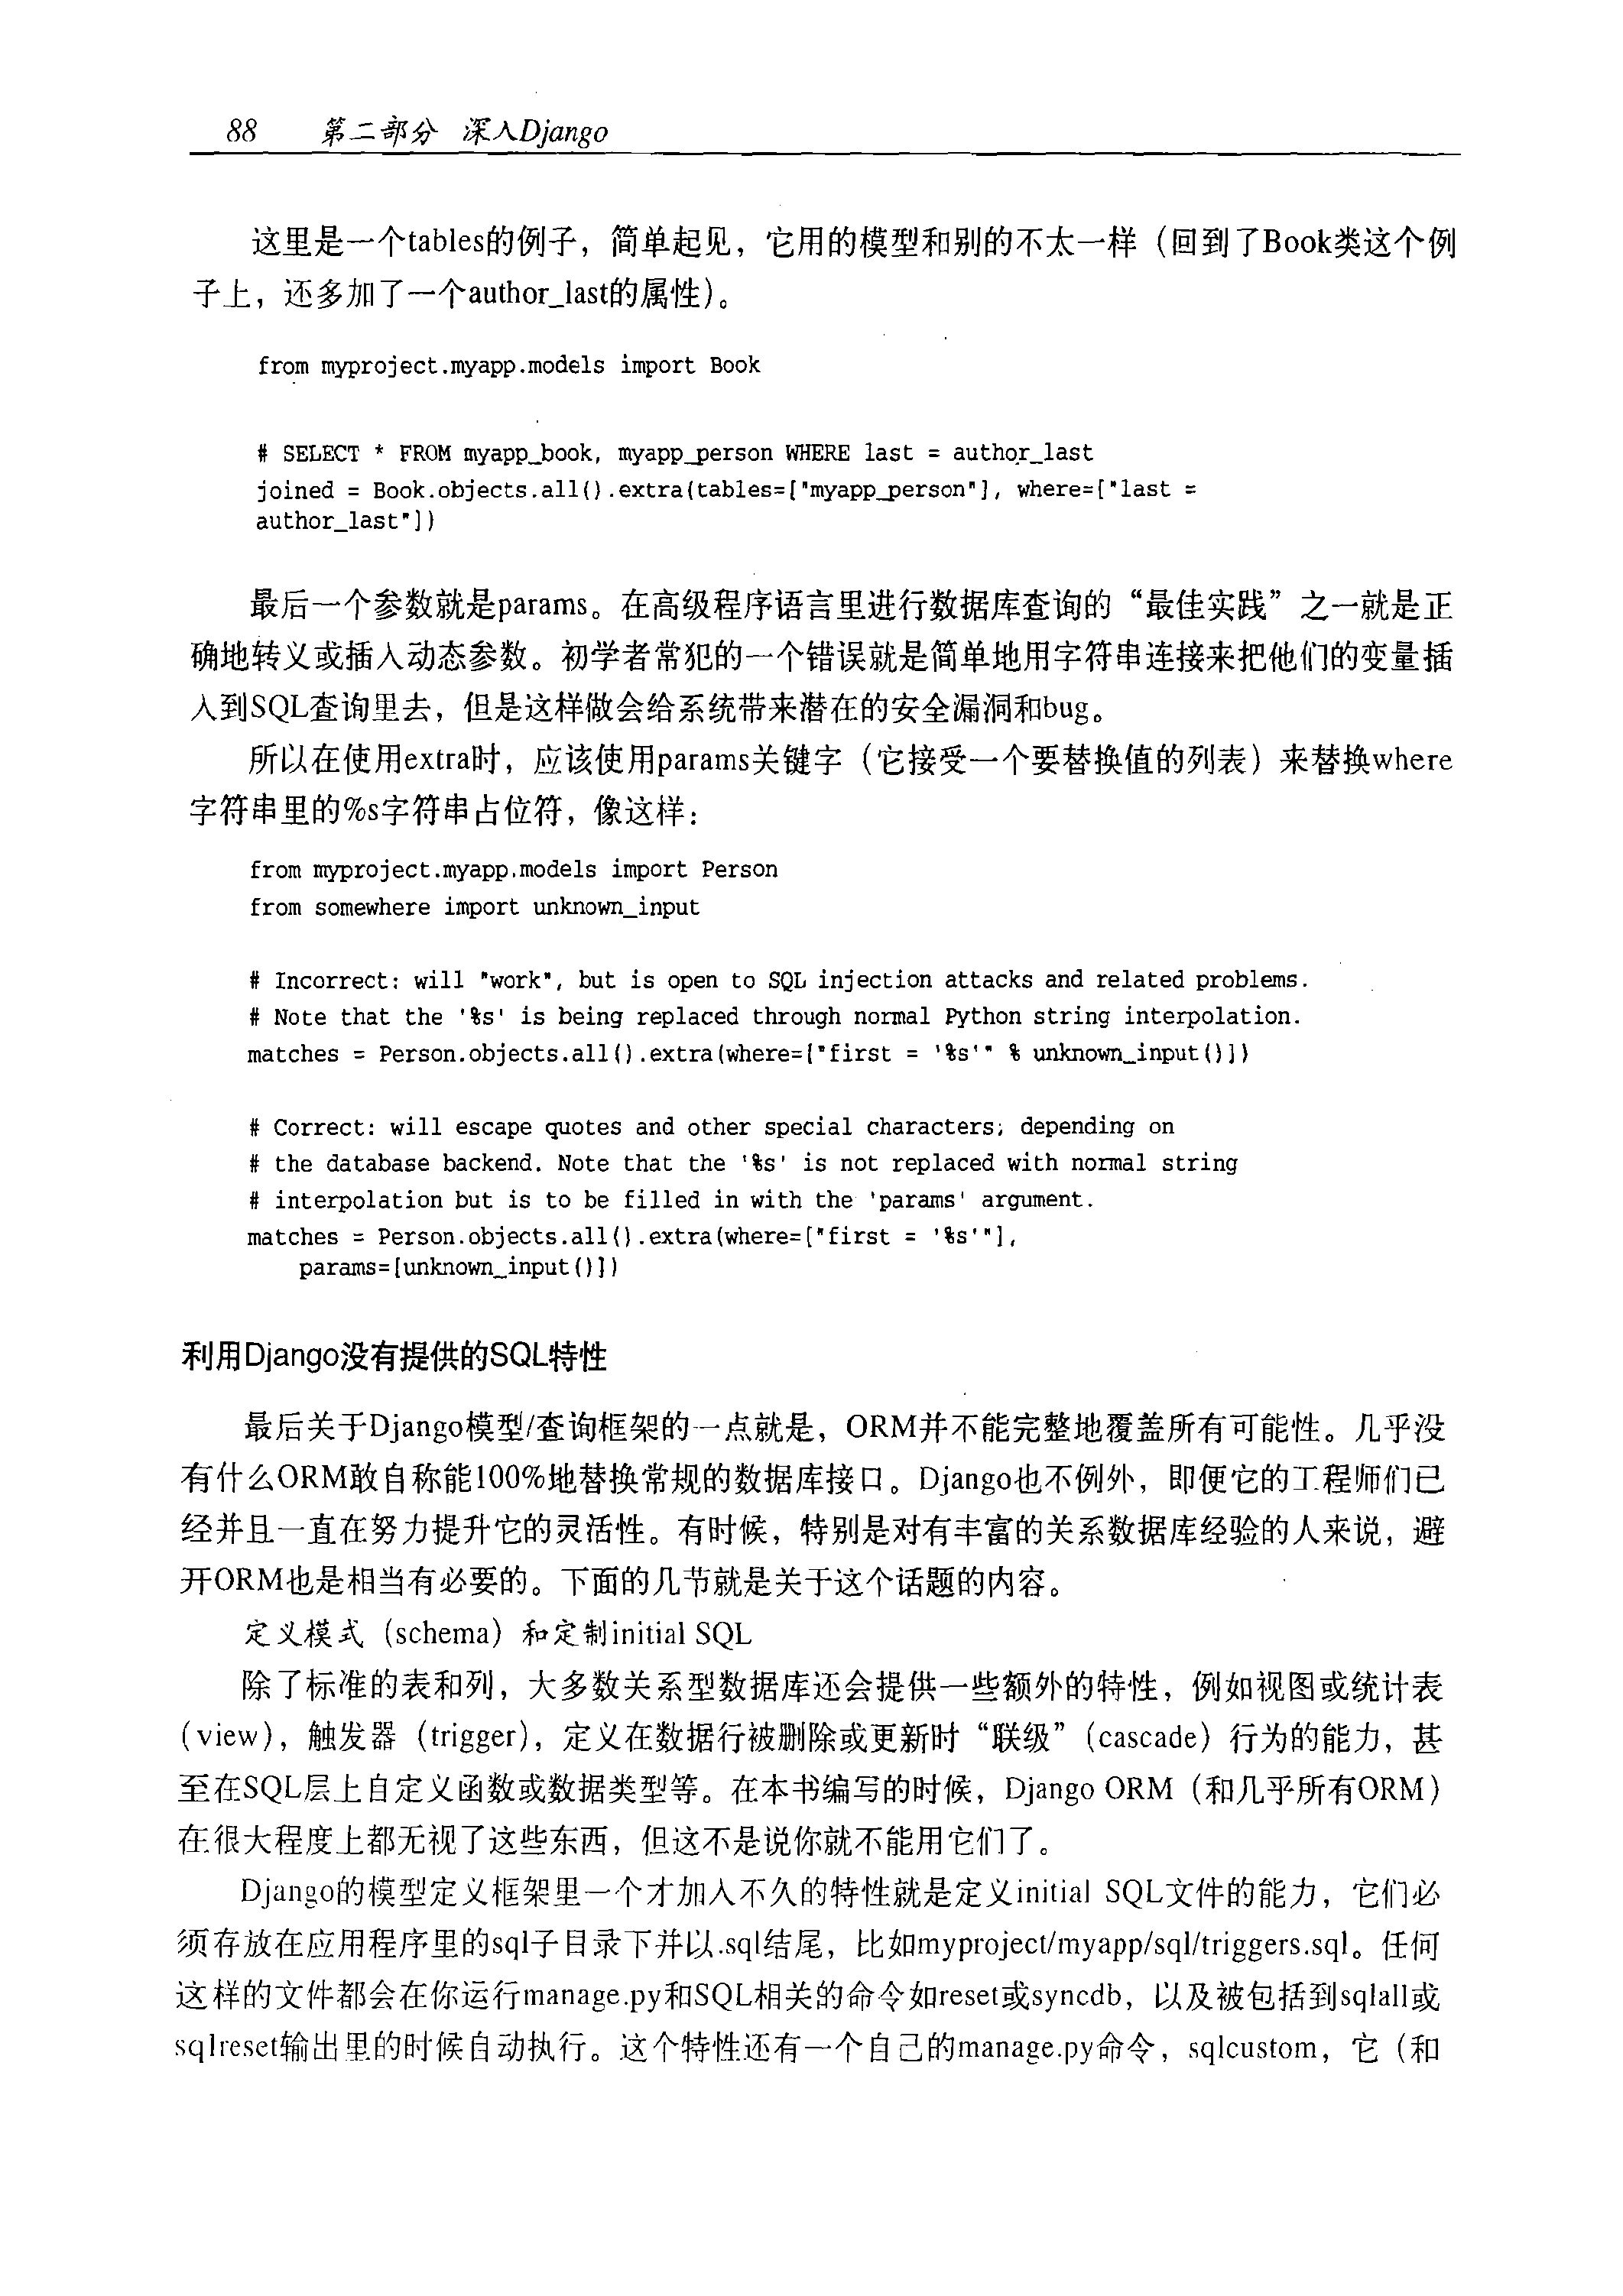 88 第二部分 深入Django
这里是一个tables的例子，简单起见，它用的模型和别的不太一样（回到了Book类这个例
子上，还多加了一个author_last的属性）。
from myproject.myapp.models import Book
# SELECT * FROM myapp_book, myapp_person WHERE last = author_last
joined = Book.objects.all().extra(tables=["myapp_person"], where=["last =
author_last"])
最后一个参数就是params。在高级程序语言里进行数据库查询的“最佳实践”之一就是正
确地转义或插入动态参数。初学者常犯的一个错误就是简单地用字符串连接来把他们的变量插
入到SQL查询里去，但是这样做会给系统带来潜在的安全漏洞和bug。
所以在使用extra时，应该使用params关键字（它接受一个要替换值的列表）来替换where
字符串里的%s字符串占位符，像这样：
from myproject.myapp.models import Person
from somewhere import unknown_input
# Incorrect: will "work", but is open to SQL injection attacks and related problems.
# Note that the '%s' is being replaced through normal Python string interpolation.
matches = Person.objects.all().extra(where=["first = '%s'" % unknown_input()])
# Correct: will escape quotes and other special characters; depending on
# the database backend. Note that the '%s' is not replaced with normal string
# interpolation but is to be filled in with the 'params' argument.
matches = Person.objects.all().extra(where=["first = '%s'"],
params=[unknown_input()])
利用Django没有提供的SQL特性
最后关于Django模型/查询框架的一点就是，ORM并不能完整地覆盖所有可能性。几乎没
有什么ORM敢自称能100%地替换常规的数据库接口。Django也不例外，即便它的工程师们已
经并且一直在努力提升它的灵活性。有时候，特别是对有丰富的关系数据库经验的人来说，避
开ORM也是相当有必要的。下面的几节就是关于这个话题的内容。
定义模式（schema）和定制initial SQL
除了标准的表和列，大多数关系型数据库还会提供一些额外的特性，例如视图或统计表
（view），触发器（trigger），定义在数据行被删除或更新时“联级”（cascade）行为的能力，甚
至在SQL层上自定义函数或数据类型等。在本书编写的时候，Django ORM（和几乎所有ORM）
在很大程度上都无视了这些东西，但这不是说你就不能用它们了。
Django的模型定义框架里一个才加入不久的特性就是定义initial SQL文件的能力，它们必
须存放在应用程序里的sql子目录下并以.sql结尾，比如myproject/myapp/sql/triggers.sql。任何
这样的文件都会在你运行manage.py和SQL相关的命令如reset或syncdb，以及被包括到sqlall或
sqlreset输出里的时候自动执行。这个特性还有一个自己的manage.py命令，sqlcustom，它（和